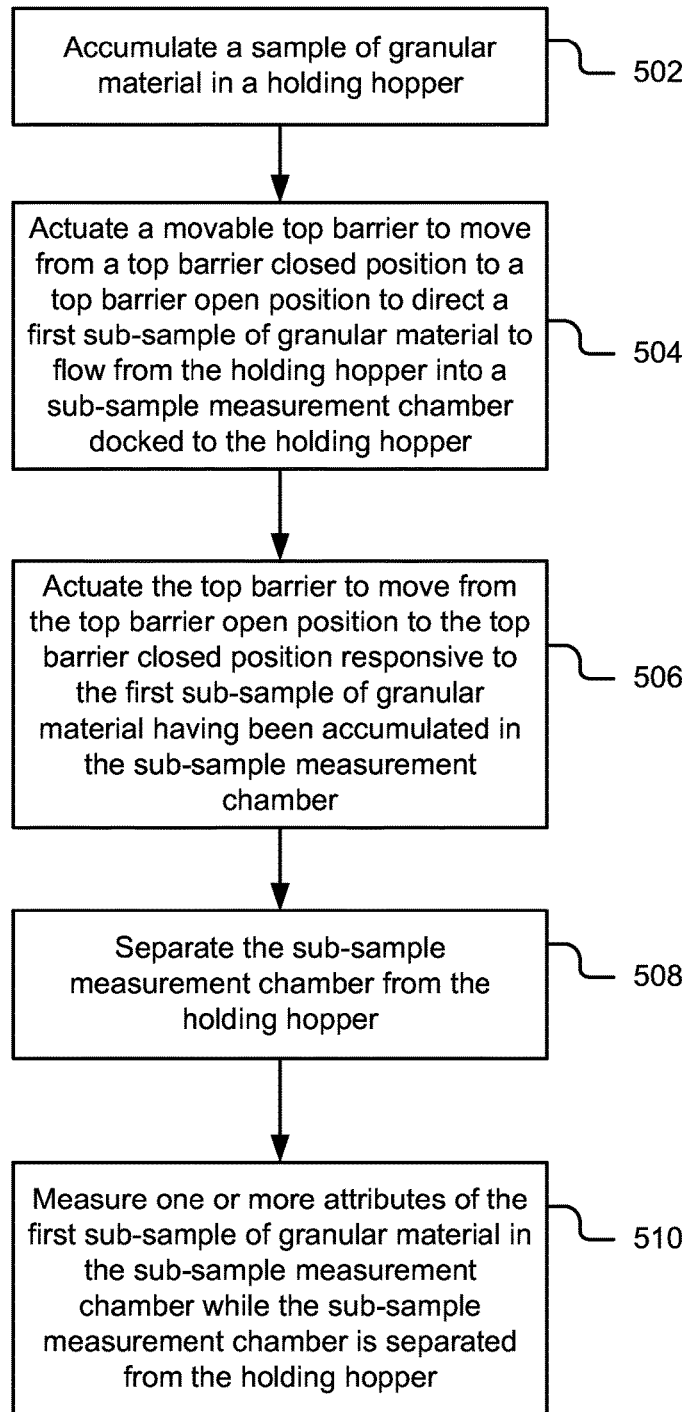 Accumulate a sample of granular
material in a holding hopper
502
Actuate a movable top barrier to move
from a top barrier closed position to a
top barrier open position to direct a
first sub-sample of granular material to
flow from the holding hopper into a
sub-sample measurement chamber
docked to the holding hopper
504
Actuate the top barrier to move from
the top barrier open position to the top
barrier closed position responsive to
the first sub-sample of granular
material having been accumulated in
the sub-sample measurement
chamber
506
Separate the sub-sample
measurement chamber from the
holding hopper
508
Measure one or more attributes of the
first sub-sample of granular material in
the sub-sample measurement
chamber while the sub-sample
measurement chamber is separated
from the holding hopper
510